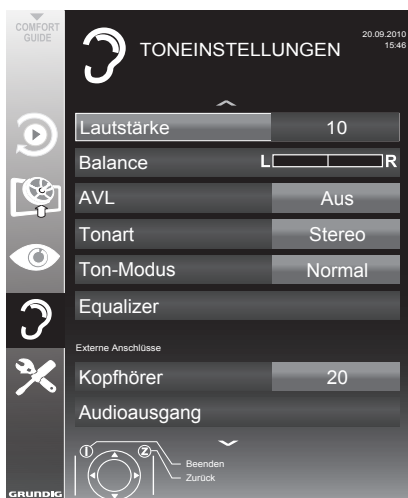 COMFORT
GUIDE
TONEINSTELLUNGEN
20.09.2010
15:46
Lautstärke 10
Balance L R
AVL Aus
Tonart Stereo
Ton-Modus Normal
Equalizer
Externe Anschlüsse
Kopfhörer 20
Audioausgang
Z
Beenden
Zurück
GRUNDIG